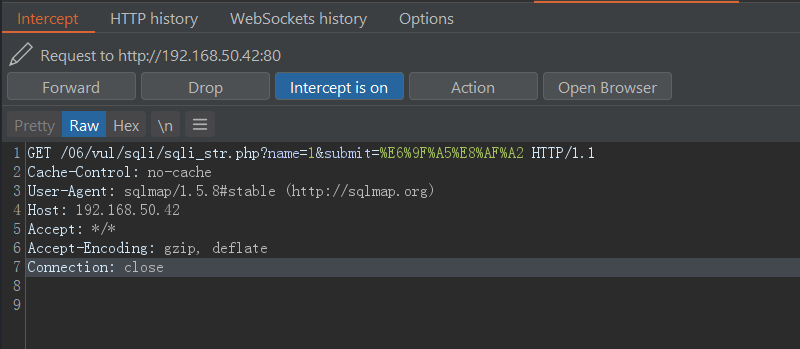 Intercept HTTP history WebSockets history Options
Request to http://192.168.50.42:80
Forward Drop Intercept is on Action Open Browser
Pretty Raw Hex \n
1 GET /06/vul/sqli/sqli_str.php?name=1&submit=%E6%9F%A5%E8%AF%A2 HTTP/1.1
2 Cache-Control: no-cache
3 User-Agent: sqlmap/1.5.8#stable (http://sqlmap.org)
4 Host: 192.168.50.42
5 Accept: */*
6 Accept-Encoding: gzip, deflate
7 Connection: close
8
9